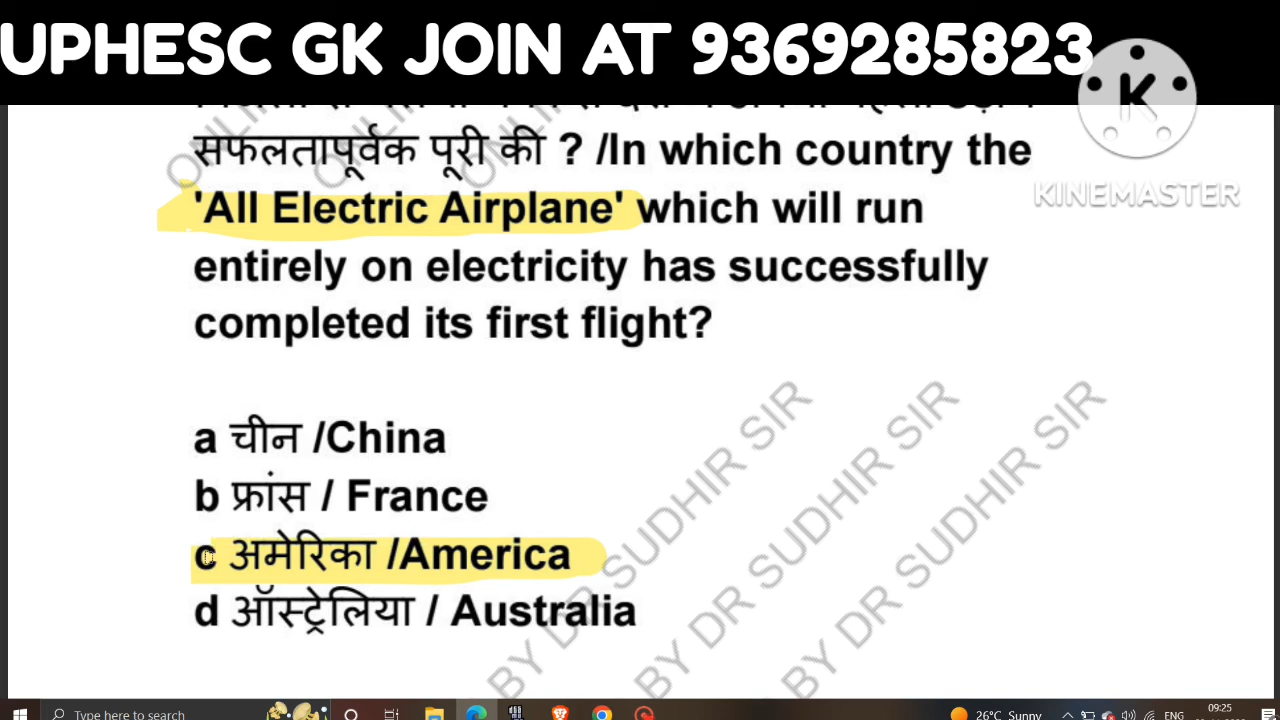 UPHESC GK JOIN AT 9369285823
K
KINEMASTER
सफलतापूर्वक पूरी की ? /In which country the
'All Electric Airplane' which will run
entirely on electricity has successfully
completed its first flight?
a चीन /China
b फ्रांस / France
c अमेरिका /America
d ऑस्ट्रेलिया / Australia
BY DR SUDHIR SIR
BY DR SUDHIR SIR
BY DR SUDHIR SIR
Type here to search
26°C Sunny
ENG
09:25